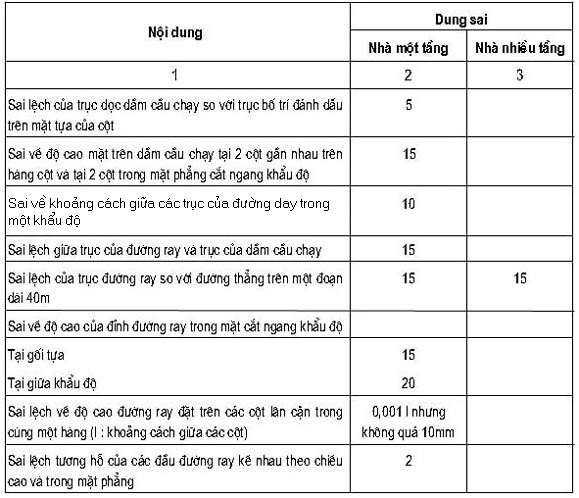 Nội dung
Dung sai
Nhà một tầng
Nhà nhiều tầng
1
2
3
Sai lệch của trục dọc dầm cầu chạy so với trục bố trí đánh dấu
trên mặt tựa của cột
5
Sai về độ cao mặt trên dầm cầu chạy tại 2 cột gần nhau trên
hàng cột và tại 2 cột trong mặt phẳng cắt ngang khẩu độ
15
Sai về khoảng cách giữa các trục của đường day trong
một khẩu độ
10
Sai lệch giữa trục của đường ray và trục của dầm cầu chạy
15
Sai lệch của trục đường ray so với đường thẳng trên một đoạn
dài 40m
15
15
Sai về độ cao của đỉnh đường ray trong mặt cắt ngang khẩu độ
Tại gối tựa
15
Tại giữa khẩu độ
20
Sai lệch về độ cao đường ray đặt trên các cột lân cận trong
cùng một hàng (l : khoảng cách giữa các cột)
0,001 l nhưng
không quá 10mm
Sai lệch tương hỗ của các đầu đường ray kề nhau theo chiều
cao và trong mặt phẳng
2